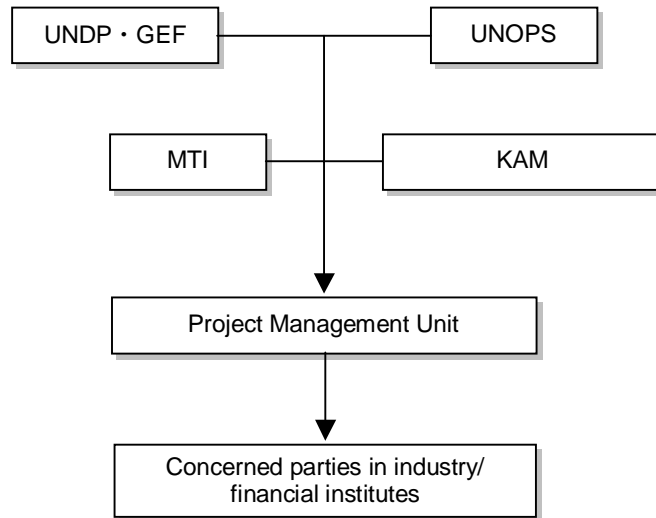 UNDP・GEF
UNOPS
MTI
KAM
Project Management Unit
Concerned parties in industry/
financial institutes